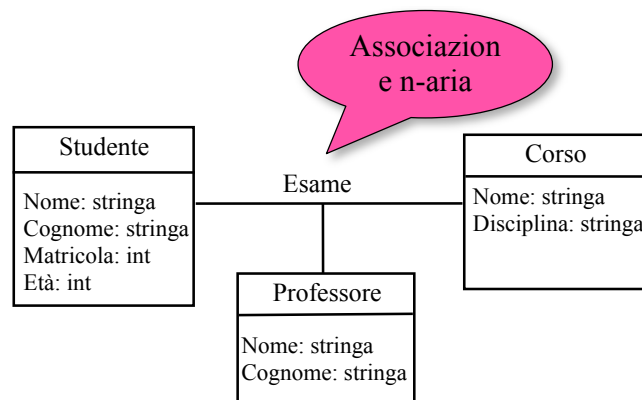 Associazion
e n-aria
Studente
Nome: stringa
Cognome: stringa
Matricola: int
Età: int
Esame
Corso
Nome: stringa
Disciplina: stringa
Professore
Nome: stringa
Cognome: stringa